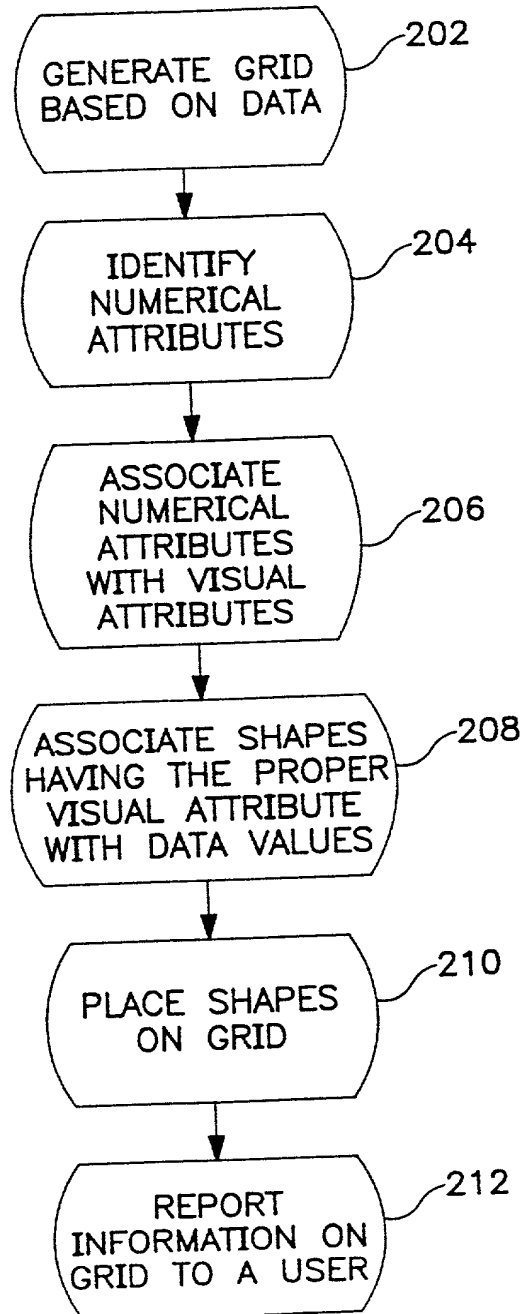 GENERATE GRID
BASED ON DATA
202
IDENTIFY
NUMERICAL
ATTRIBUTES
204
ASSOCIATE
NUMERICAL
ATTRIBUTES
WITH VISUAL
ATTRIBUTES
206
ASSOCIATE SHAPES
HAVING THE PROPER
VISUAL ATTRIBUTE
WITH DATA VALUES
208
PLACE SHAPES
ON GRID
210
REPORT
INFORMATION ON
GRID TO A USER
212